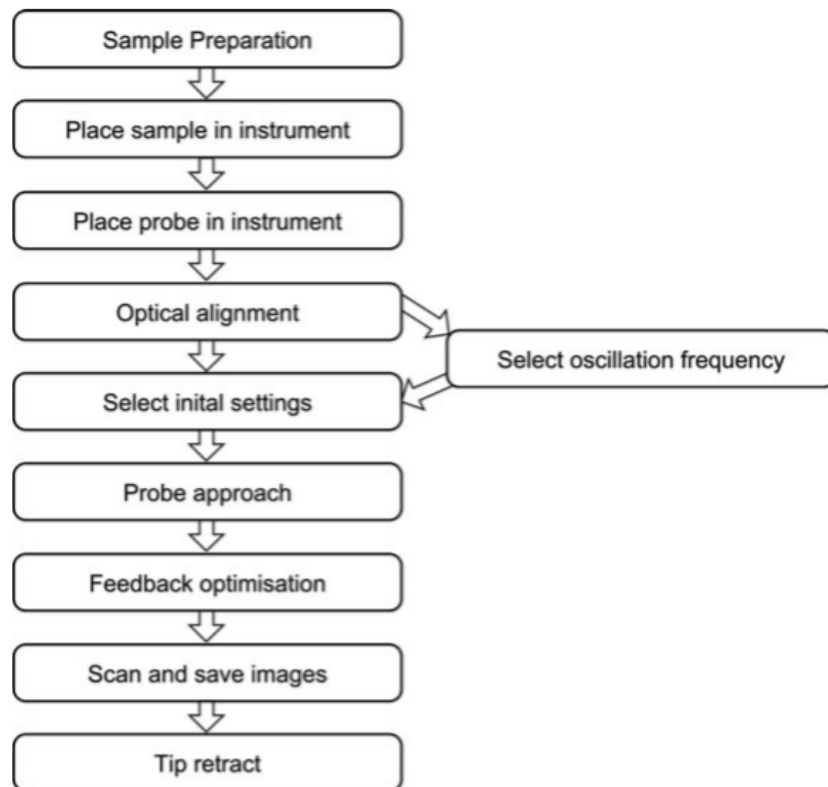 Sample Preparation
Place sample in instrument
Place probe in instrument
Optical alignment
Select oscillation frequency
Select inital settings
Probe approach
Feedback optimisation
Scan and save images
Tip retract